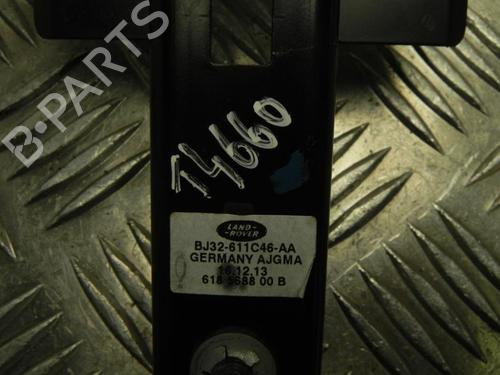 B·PARTS
14660
LAND-
-ROVER
BJ32-611C46-AA
GERMANY AJGMA
16.12.13
618 5688 00 B